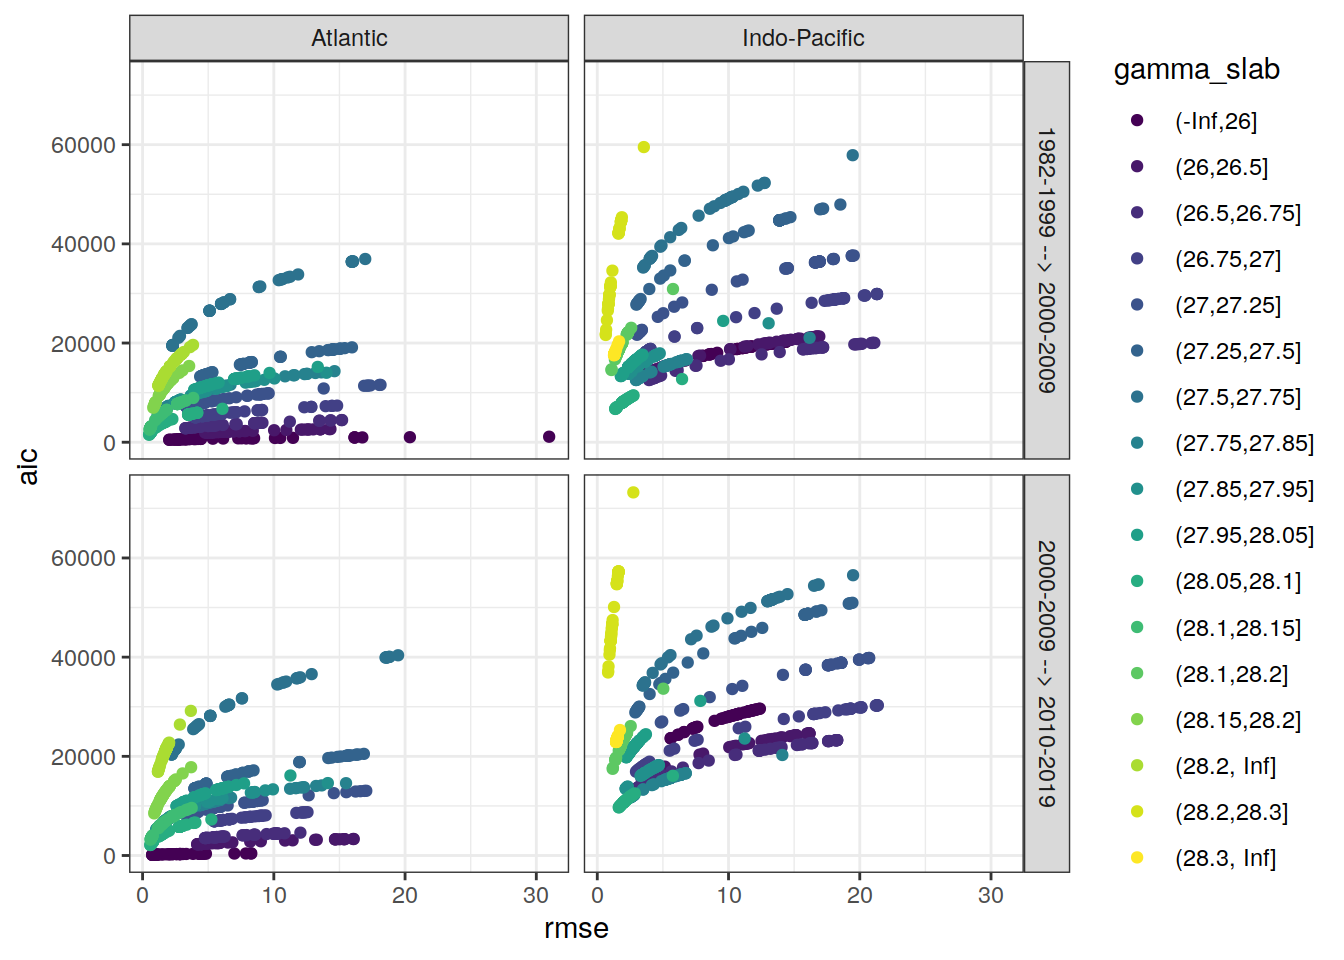 Atlantic
Indo-Pacific
1982-1999 --> 2000-2009
2000-2009 --> 2010-2019
60000
40000
20000
0
60000
40000
20000
0
0 10 20 30
0 10 20 30
rmse
aic
gamma_slab
(-Inf,26]
(26,26.5]
(26.5,26.75]
(26.75,27]
(27,27.25]
(27.25,27.5]
(27.5,27.75]
(27.75,27.85]
(27.85,27.95]
(27.95,28.05]
(28.05,28.1]
(28.1,28.15]
(28.1,28.2]
(28.15,28.2]
(28.2, Inf]
(28.2,28.3]
(28.3, Inf]